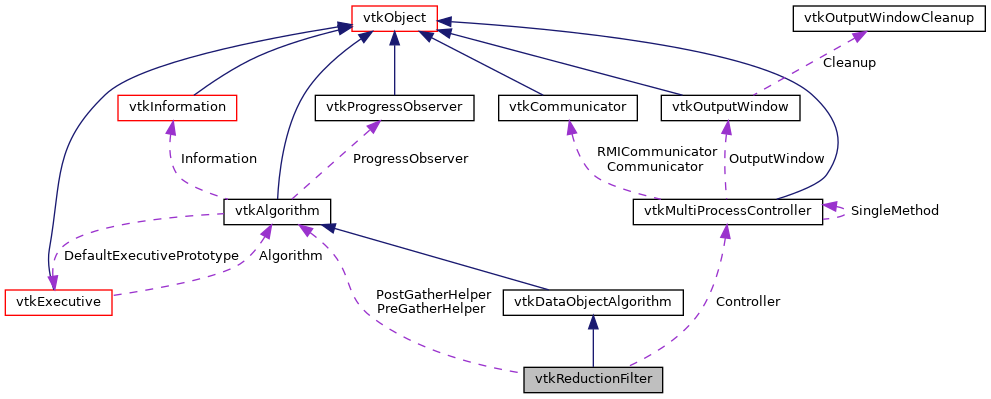 vtkObject
vtkOutputWindowCleanup
Cleanup
vtkInformation
vtkProgressObserver
vtkCommunicator
vtkOutputWindow
Information
ProgressObserver
RMICommunicator
Communicator
OutputWindow
vtkAlgorithm
vtkMultiProcessController
SingleMethod
DefaultExecutivePrototype
Algorithm
vtkExecutive
PostGatherHelper
PreGatherHelper
vtkDataObjectAlgorithm
Controller
vtkReductionFilter